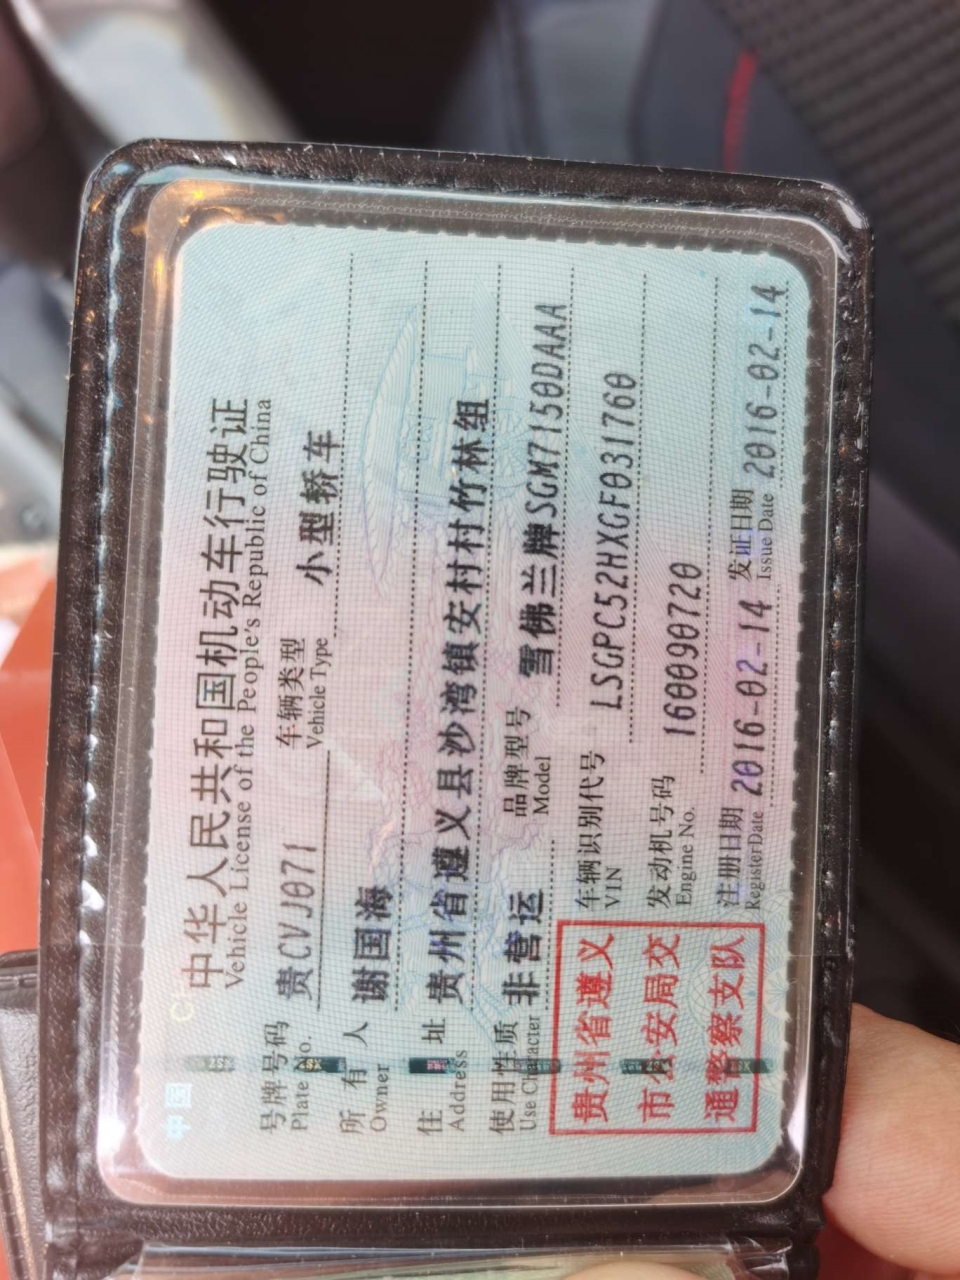 中国
中华人民共和国机动车行驶证
Vehicle License of the People's Republic of China
号牌号码 贵CVJ071 车辆类型 小型轿车
Plate No. Vehicle Type
所有人 谢国海
Owner
住址 贵州省遵义县沙湾镇安村村竹林组
Address
使用性质 非营运 品牌型号 雪佛兰牌SGM7150DAAA
Use Character Model
贵州省遵义
市公安局交
通警察支队
车辆识别代号 LSGPC52HXGF031760
VIN
发动机号码 160090720
Engine No.
注册日期 2016-02-14 发证日期 2016-02-14
RegisterDate Issue Date